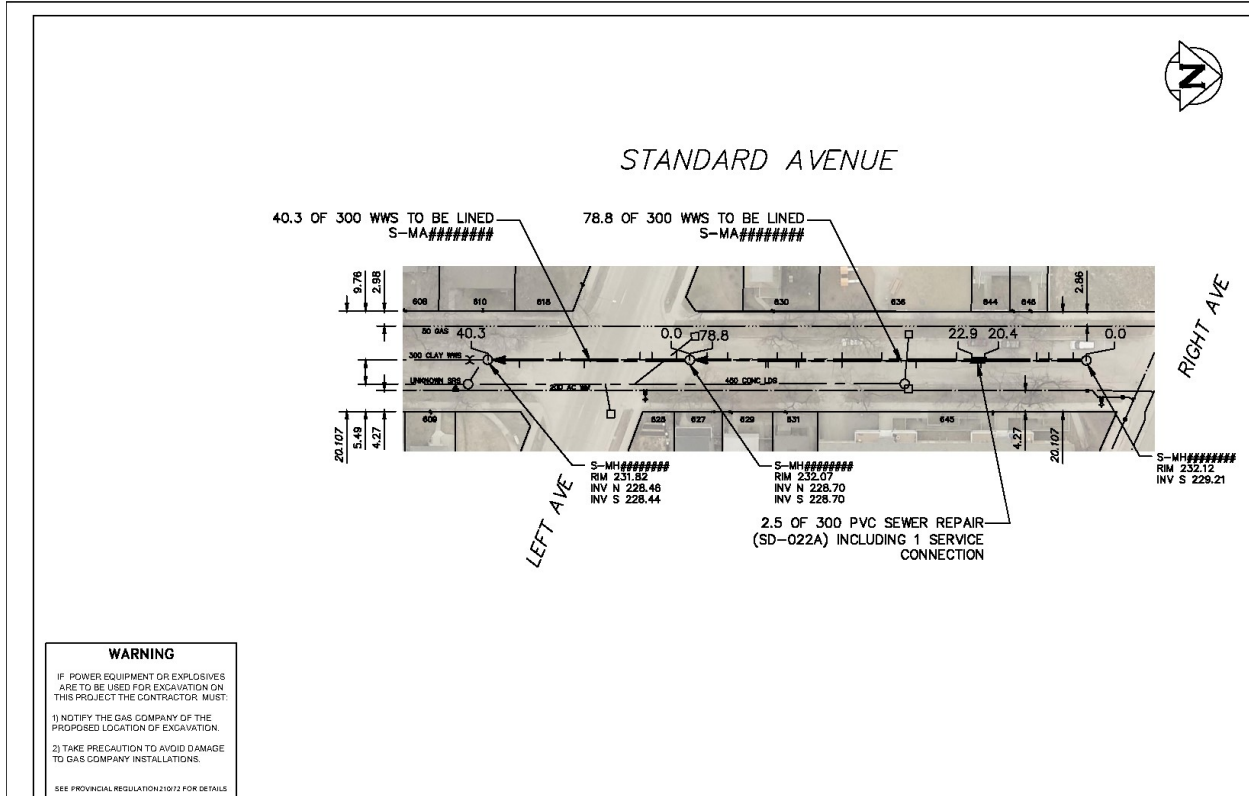 N
STANDARD AVENUE
40.3 OF 300 WWS TO BE LINED
S-MA########
78.8 OF 300 WWS TO BE LINED
S-MA########
9.76
2.98
2.86
608
610
618
630
636
644
648
RIGHT AVE
50 GAS
40.3
0.0
78.8
22.9
20.4
0.0
300 CLAY WWS
UNKNOWN SRS
200 AC WM
450 CONC LDS
609
625
627
629
631
645
20.107
5.49
4.27
4.27
20.107
LEFT AVE
S-MH########
RIM 231.82
INV N 228.46
INV S 228.44
S-MH########
RIM 232.07
INV N 228.70
INV S 228.70
S-MH########
RIM 232.12
INV S 229.21
2.5 OF 300 PVC SEWER REPAIR
(SD-022A) INCLUDING 1 SERVICE
CONNECTION
WARNING
IF POWER EQUIPMENT OR EXPLOSIVES
ARE TO BE USED FOR EXCAVATION ON
THIS PROJECT THE CONTRACTOR MUST:
1) NOTIFY THE GAS COMPANY OF THE
PROPOSED LOCATION OF EXCAVATION.
2) TAKE PRECAUTION TO AVOID DAMAGE
TO GAS COMPANY INSTALLATIONS.
SEE PROVINCIAL REGULATION 210/72 FOR DETAILS